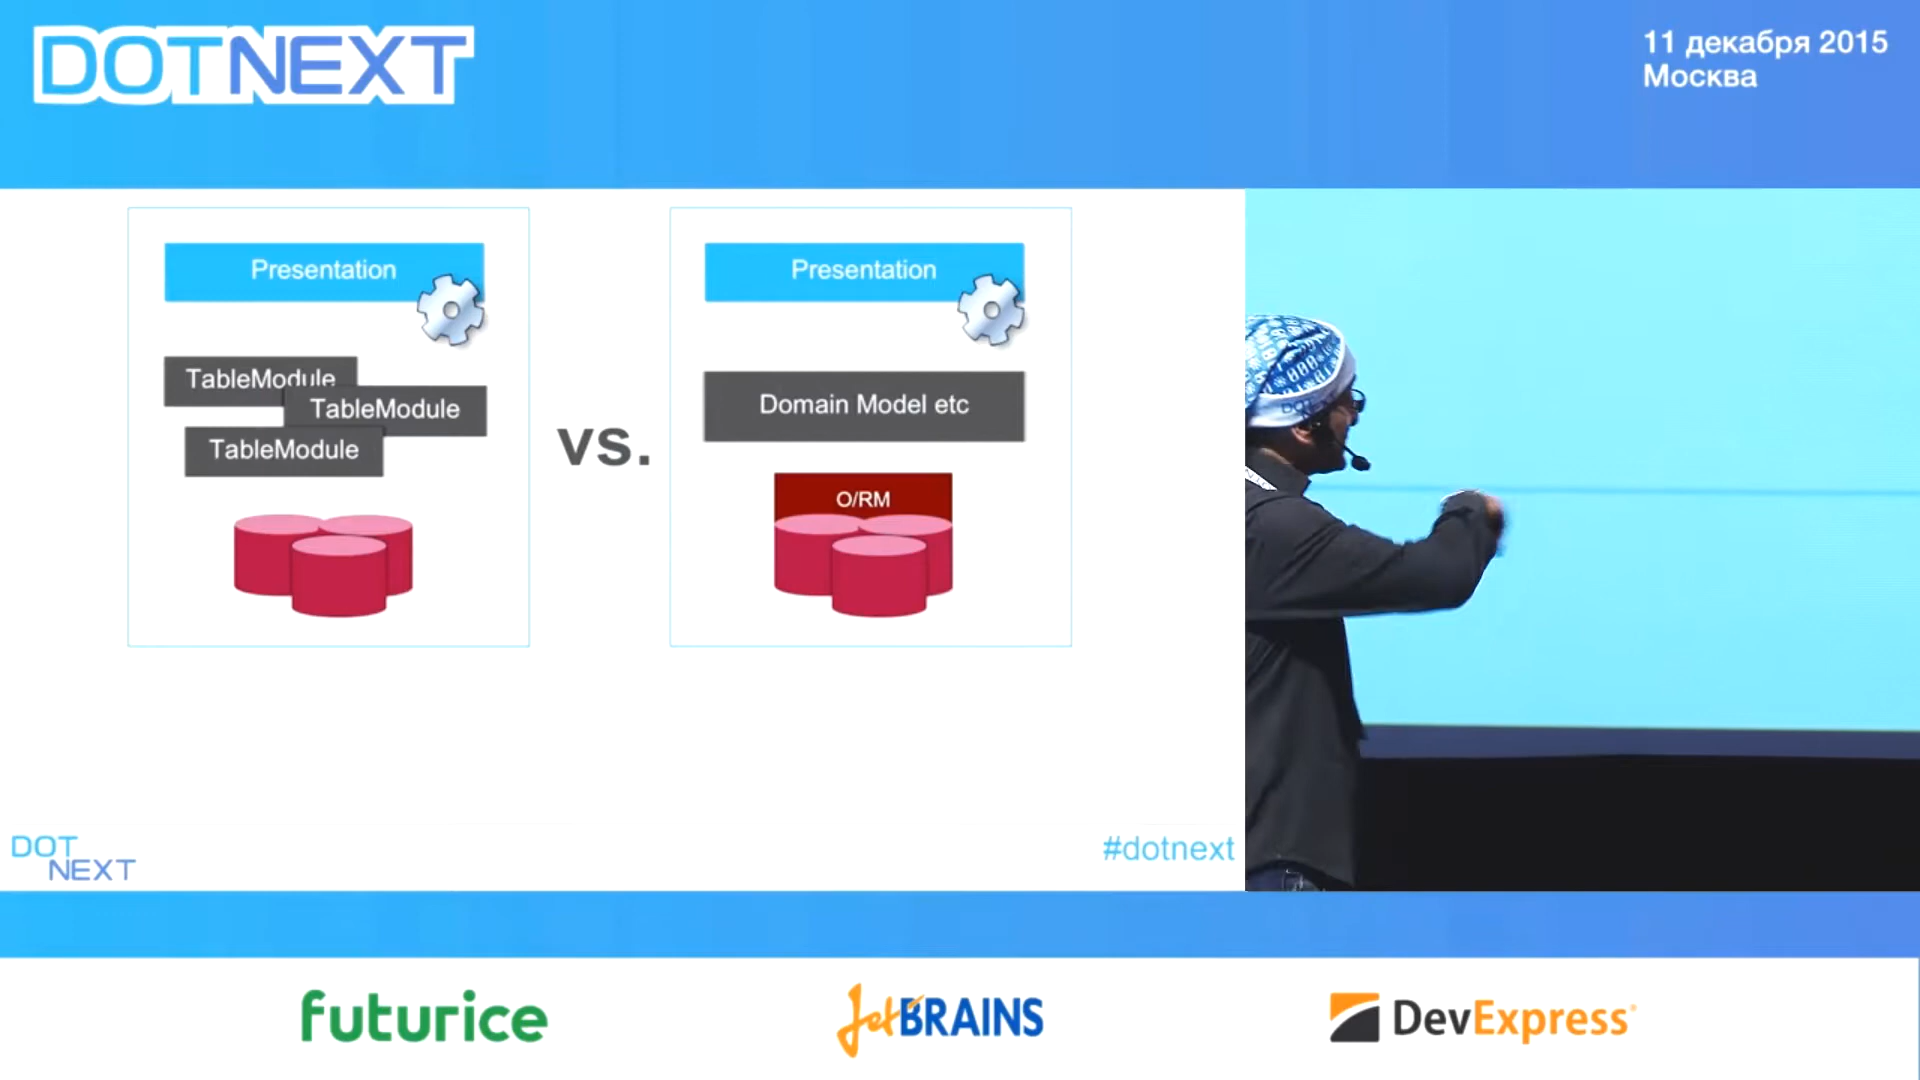 DOTNEXT
11 декабря 2015
Москва
Presentation
TableModule
TableModule
TableModule
vs.
Presentation
Domain Model etc
O/RM
DOT
NEXT
#dotnext
DOT
futurice
JetBRAINS
DevExpress